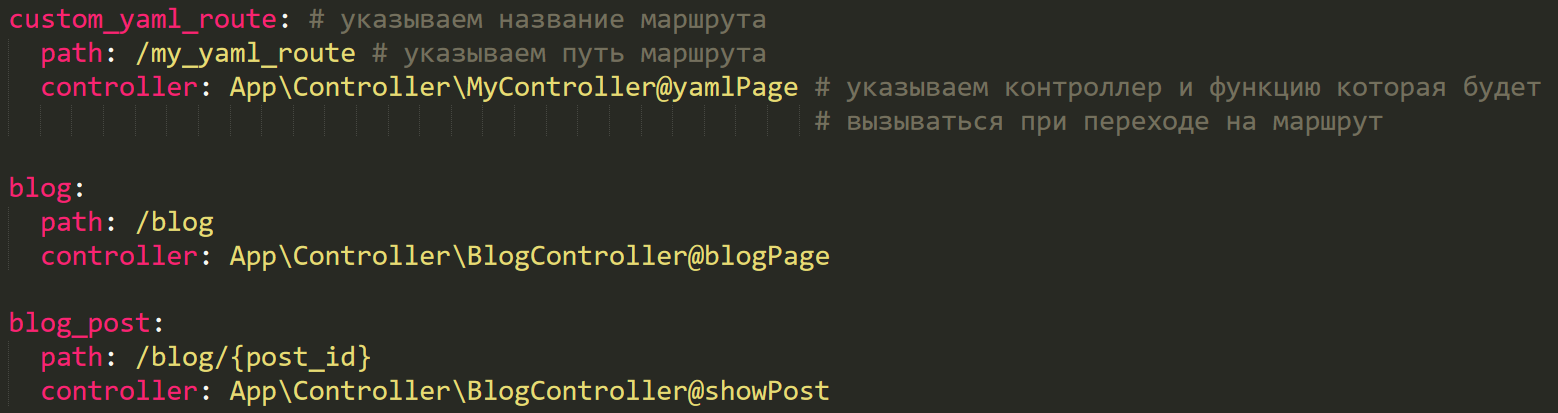 custom_yaml_route: # указываем название маршрута
  path: /my_yaml_route # указываем путь маршрута
  controller: App\Controller\MyController@yamlPage # указываем контроллер и функцию которая будет
                                                   # вызываться при переходе на маршрут

blog:
  path: /blog
  controller: App\Controller\BlogController@blogPage

blog_post:
  path: /blog/{post_id}
  controller: App\Controller\BlogController@showPost